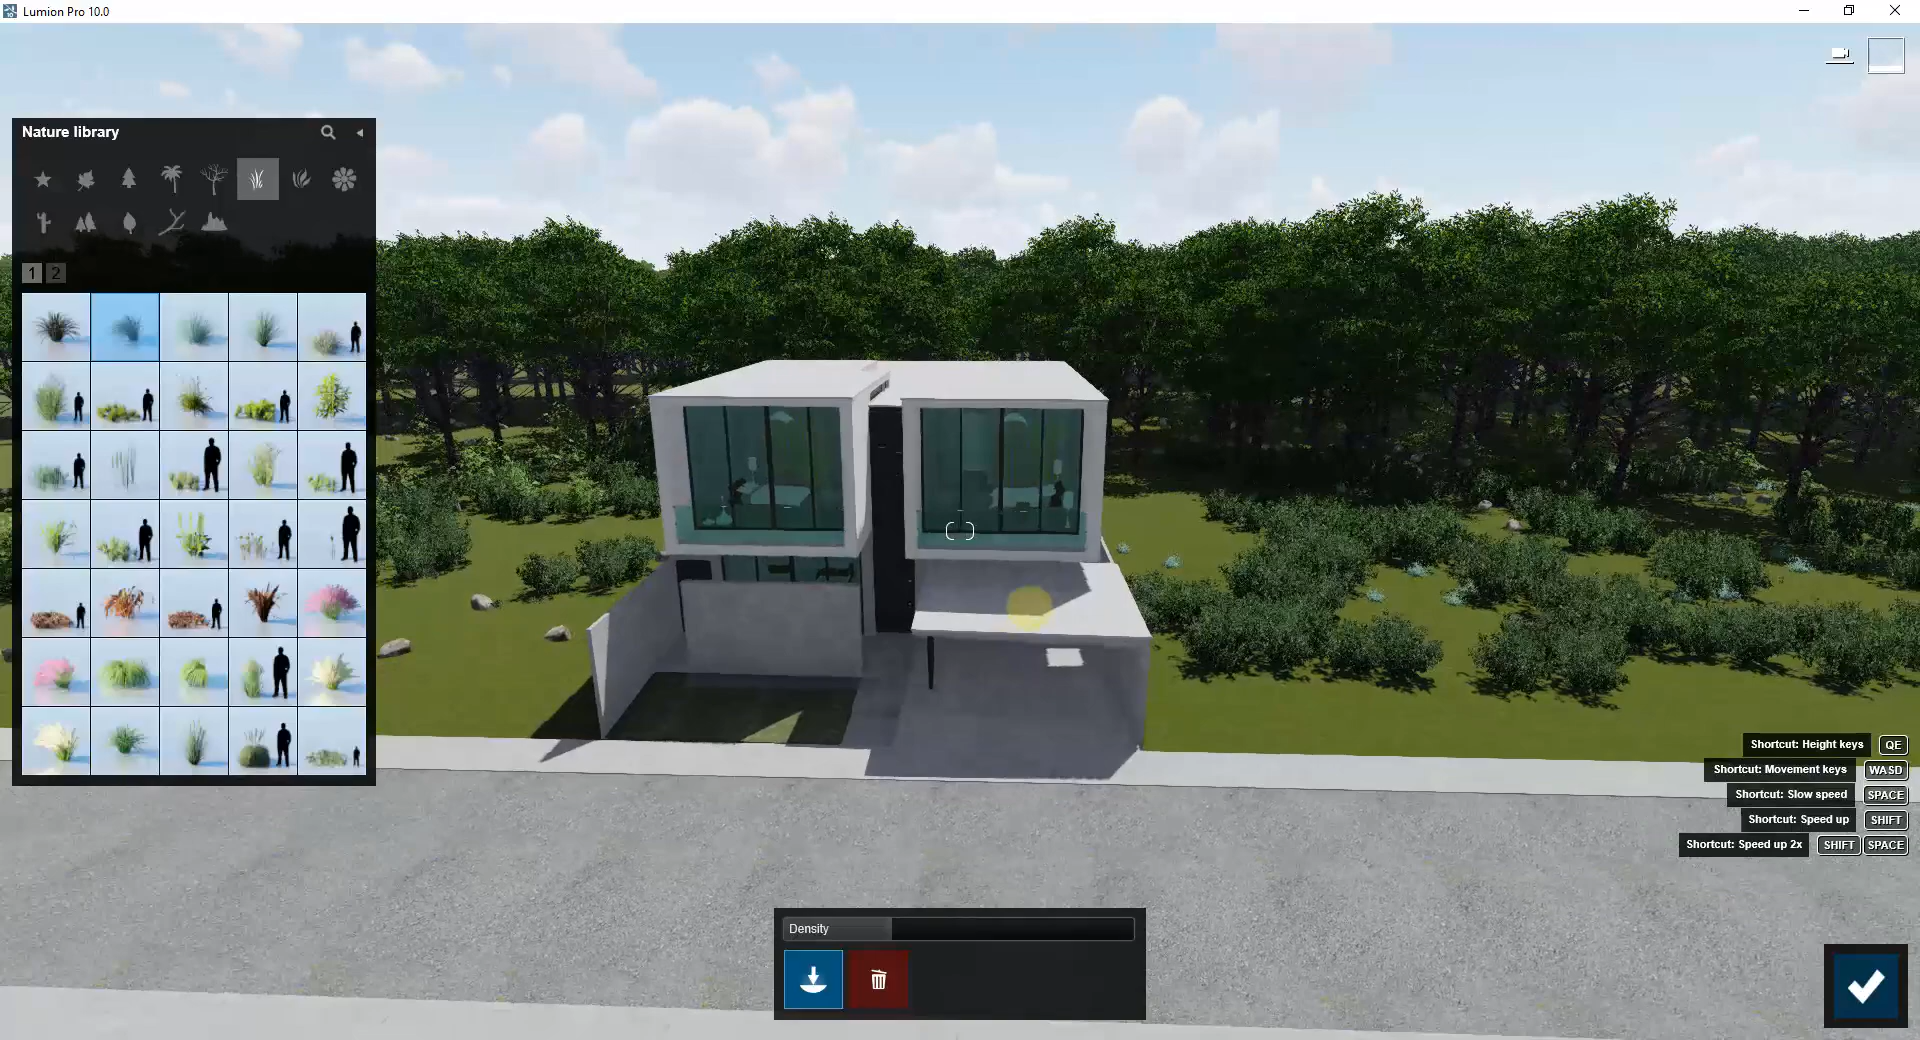 Lumion Pro 10.0
Nature library
1 2
Shortcut: Height keys QE
Shortcut: Movement keys WASD
Shortcut: Slow speed SPACE
Shortcut: Speed up SHIFT
Shortcut: Speed up 2x SHIFT SPACE
Density